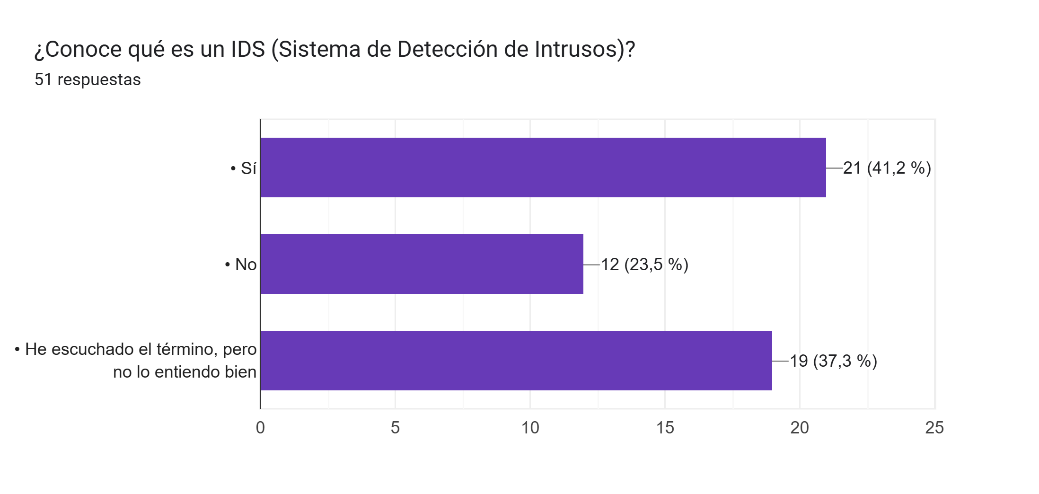 ¿Conoce qué es un IDS (Sistema de Detección de Intrusos)?
51 respuestas
• Sí
21 (41,2 %)
• No
12 (23,5 %)
• He escuchado el término, pero
no lo entiendo bien
19 (37,3 %)
0 5 10 15 20 25